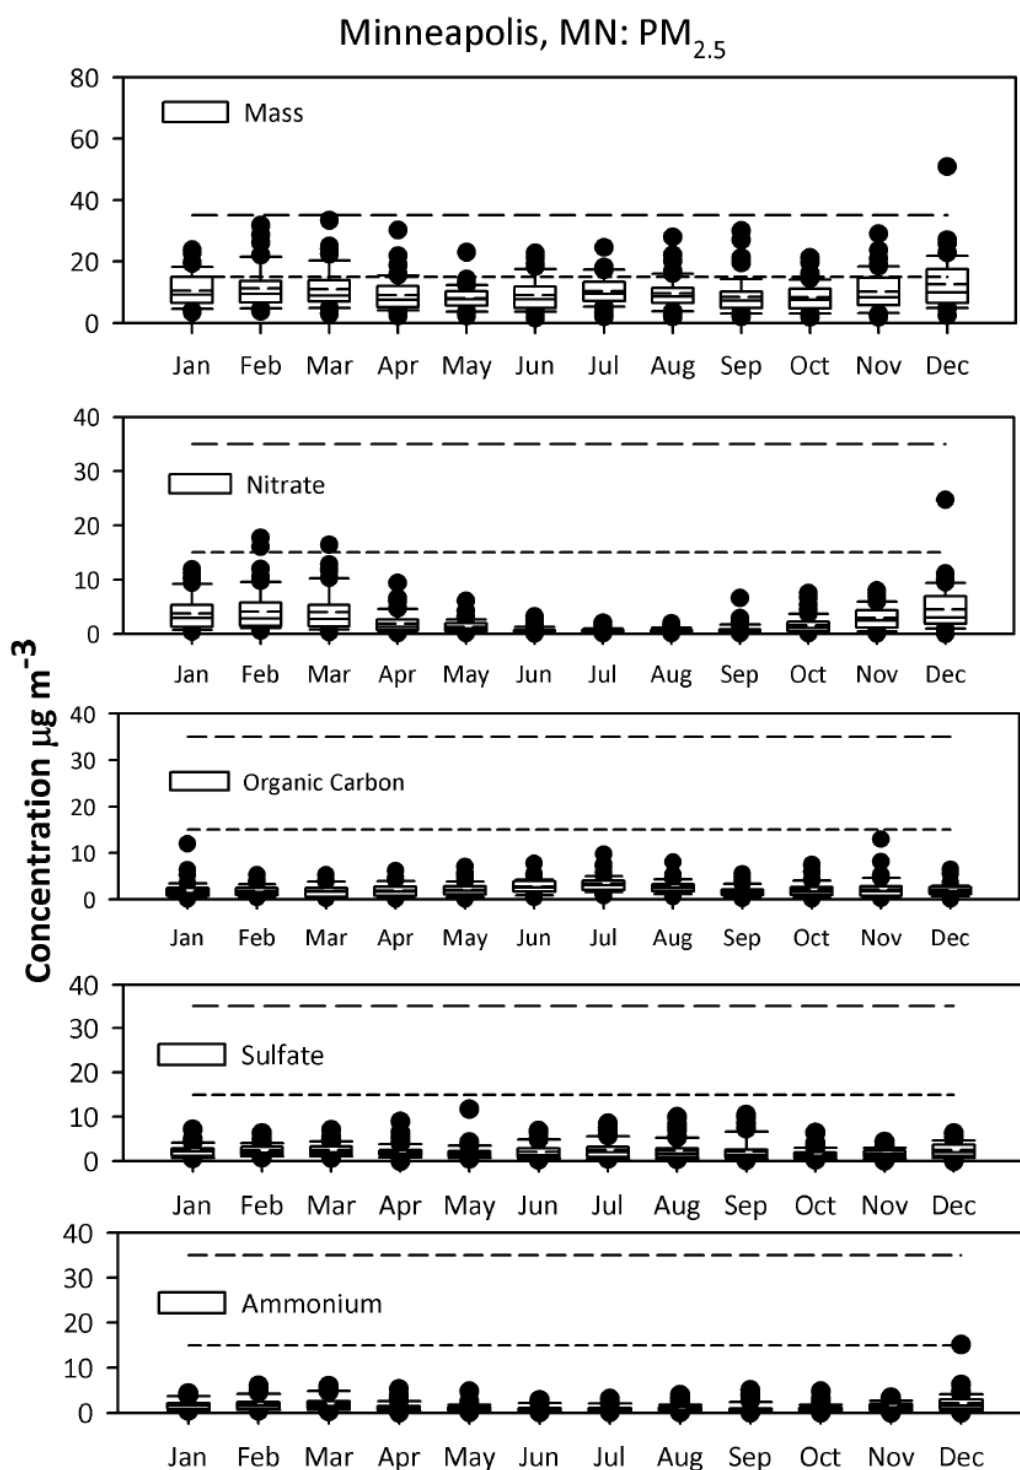 Minneapolis, MN: PM2.5
Concentration µg m-3
80
Mass
60
40
20
0
Jan Feb Mar Apr May Jun Jul Aug Sep Oct Nov Dec
40
30
Nitrate
20
10
0
Jan Feb Mar Apr May Jun Jul Aug Sep Oct Nov Dec
40
30
Organic Carbon
20
10
0
Jan Feb Mar Apr May Jun Jul Aug Sep Oct Nov Dec
40
30
Sulfate
20
10
0
Jan Feb Mar Apr May Jun Jul Aug Sep Oct Nov Dec
40
30
Ammonium
20
10
0
Jan Feb Mar Apr May Jun Jul Aug Sep Oct Nov Dec